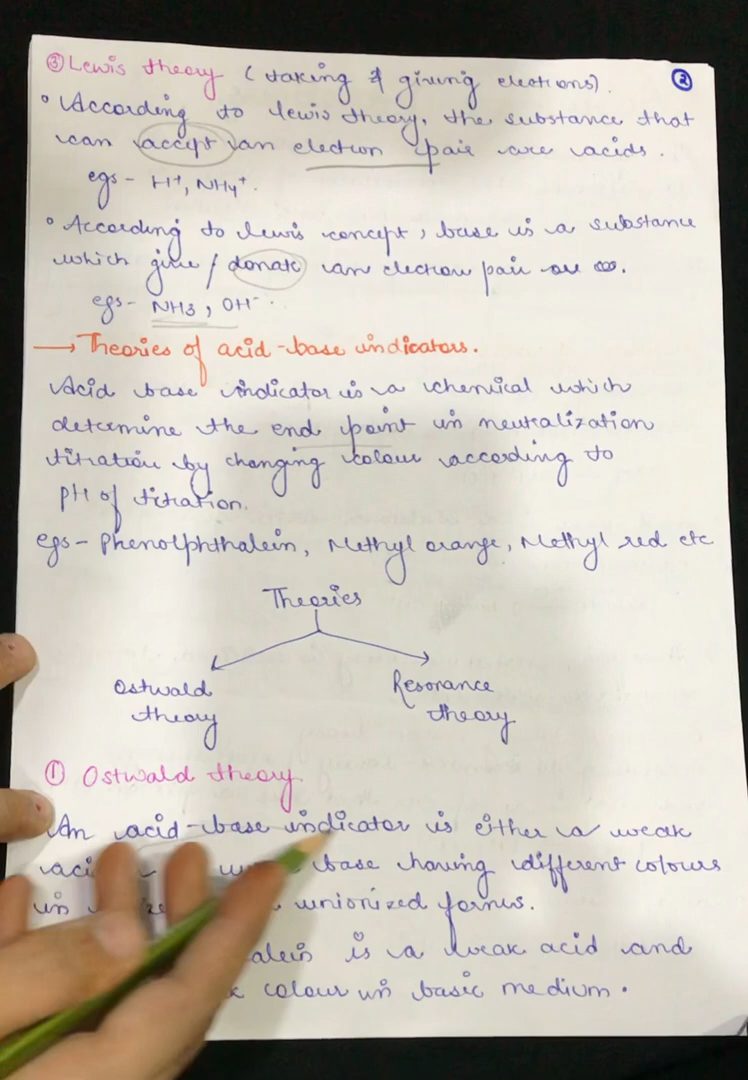 ③ Lewis theory (taking & giving electrons).
②
° According to lewis theory, the substance that
can accept an electron pair are acids.
egs - H⁺, NH₄⁺.
° According to lewis concept, base is a substance
which give / donate an electron pair
egs - NH3, OH⁻.
→ Theories of acid-base indicators.
Acid base indicator is a chemical which
determine the end point in neutralization
titration by changing colour according to
pH of titration.
egs - Phenolphthalein, Methyl orange, Methyl red etc
Theories
Ostwald
theory
Resonance
theory
① Ostwald theory.
An acid-base indicator is either a weak
base having different colours
in unionized forms.
is a weak acid and
colour in basic medium.